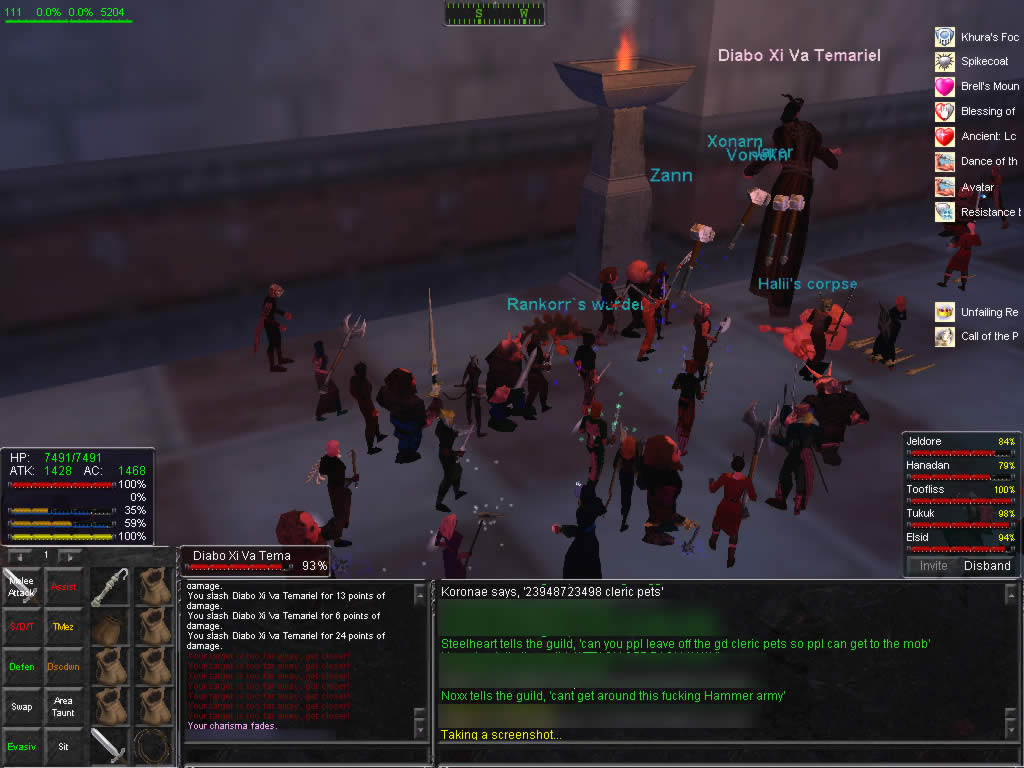 111 0.0% 0.0% 5204
S W
Diabo Xi Va Temariel
Khura's Foc
Spikecoat
Brell's Moun
Blessing of
Ancient: Lc
Dance of th
Avatar
Resistance b
Unfailing Re
Call of the P
Xonarn
Jarer
Zann
Halii's corpse
Rankorr`s warder
HP: 7491/7491
ATK: 1428 AC: 1468
100%
0%
35%
59%
100%
Jeldore 84%
Hanadan 79%
Toofliss 100%
Tukuk 98%
Elsid 94%
Invite Disband
1
Melee Attack
Assist
S/D/T
TMez
Defen
Dscdwn
Swap
Area Taunt
Evasiv
Sit
Diabo Xi Va Tema
93%
damage.
You slash Diabo Xi Va Temariel for 13 points of
damage.
You slash Diabo Xi Va Temariel for 6 points of
damage.
You slash Diabo Xi Va Temariel for 24 points of
damage.
Your target is too far away, get closer!
Your target is too far away, get closer!
Your target is too far away, get closer!
Your target is too far away, get closer!
Your target is too far away, get closer!
Your target is too far away, get closer!
Your target is too far away, get closer!
Your charisma fades.
Koronae says, '23948723498 cleric pets'
Steelheart tells the guild, 'can you ppl leave off the gd cleric pets so ppl can get to the mob'
Noxx tells the guild, 'cant get around this fucking Hammer army'
Taking a screenshot...